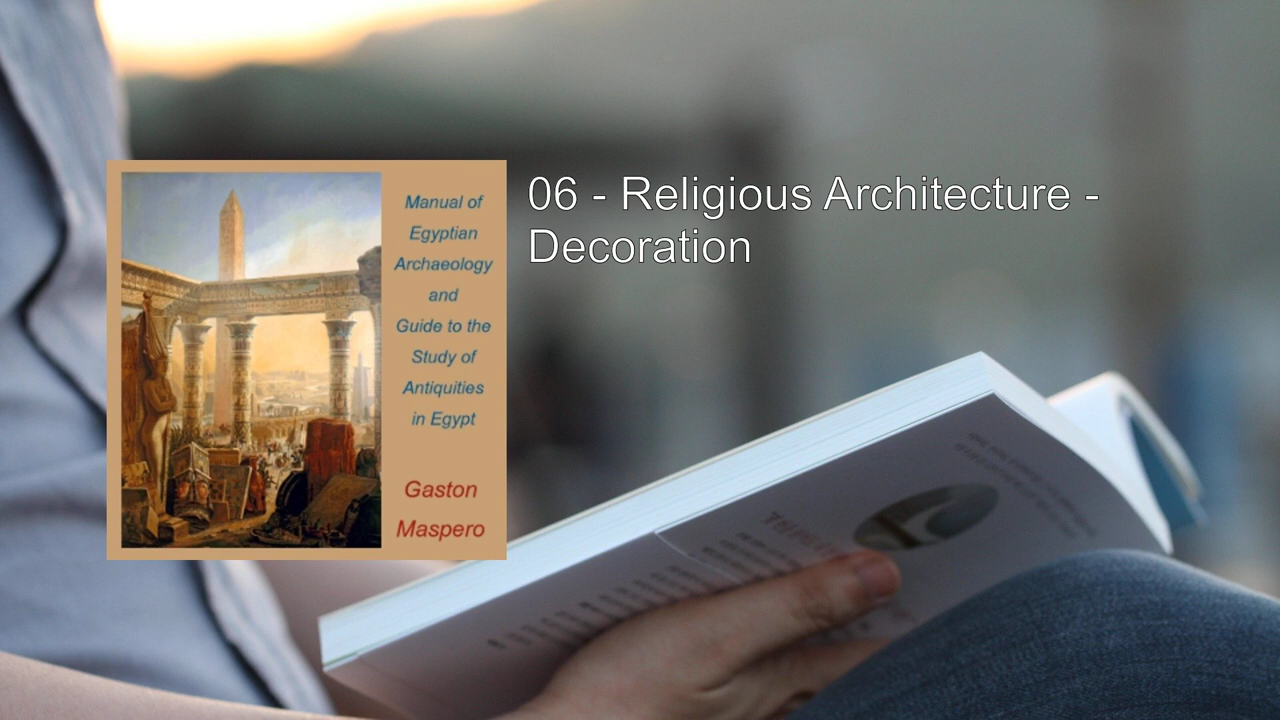 06 - Religious Architecture -
Decoration
Manual of
Egyptian
Archaeology
and
Guide to the
Study of
Antiquities
in Egypt
Gaston
Maspero